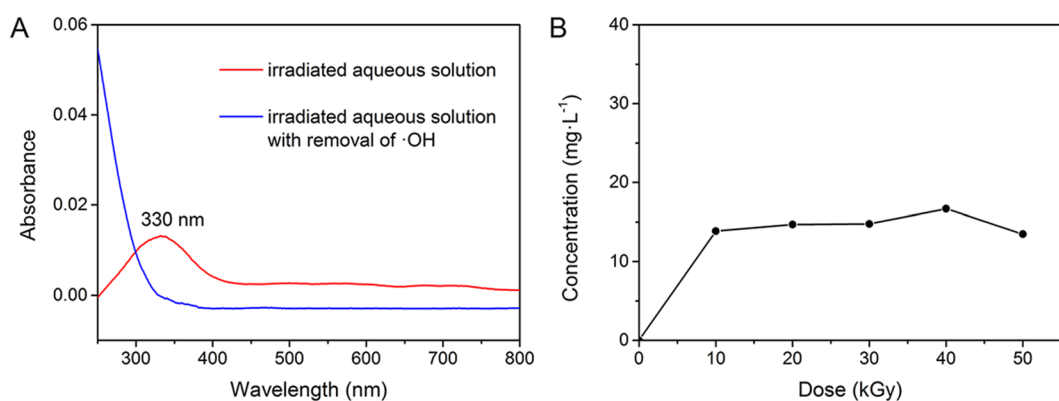 A
0.06
0.04
0.02
0.00
Absorbance
irradiated aqueous solution
irradiated aqueous solution
with removal of ·OH
330 nm
300 400 500 600 700 800
Wavelength (nm)
B
40
30
20
10
0
Concentration (mg·L⁻¹)
0 10 20 30 40 50
Dose (kGy)